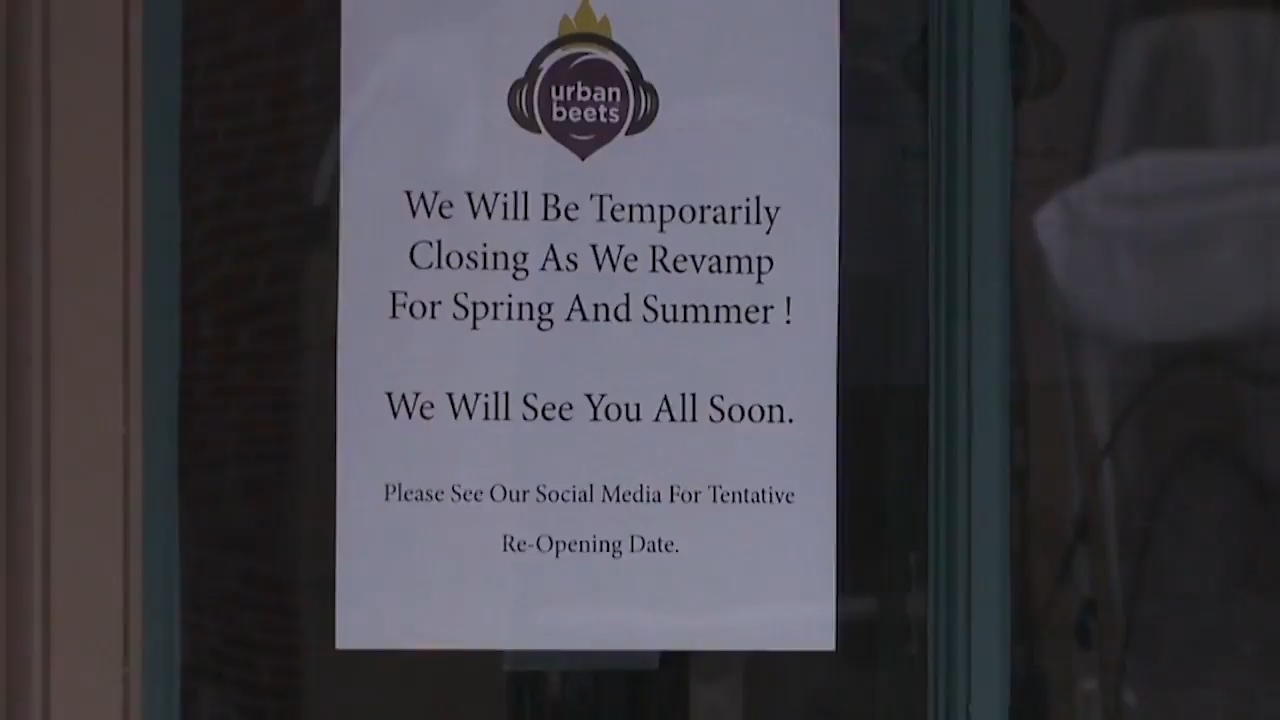 urban
beets
We Will Be Temporarily
Closing As We Revamp
For Spring And Summer !
We Will See You All Soon.
Please See Our Social Media For Tentative
Re-Opening Date.